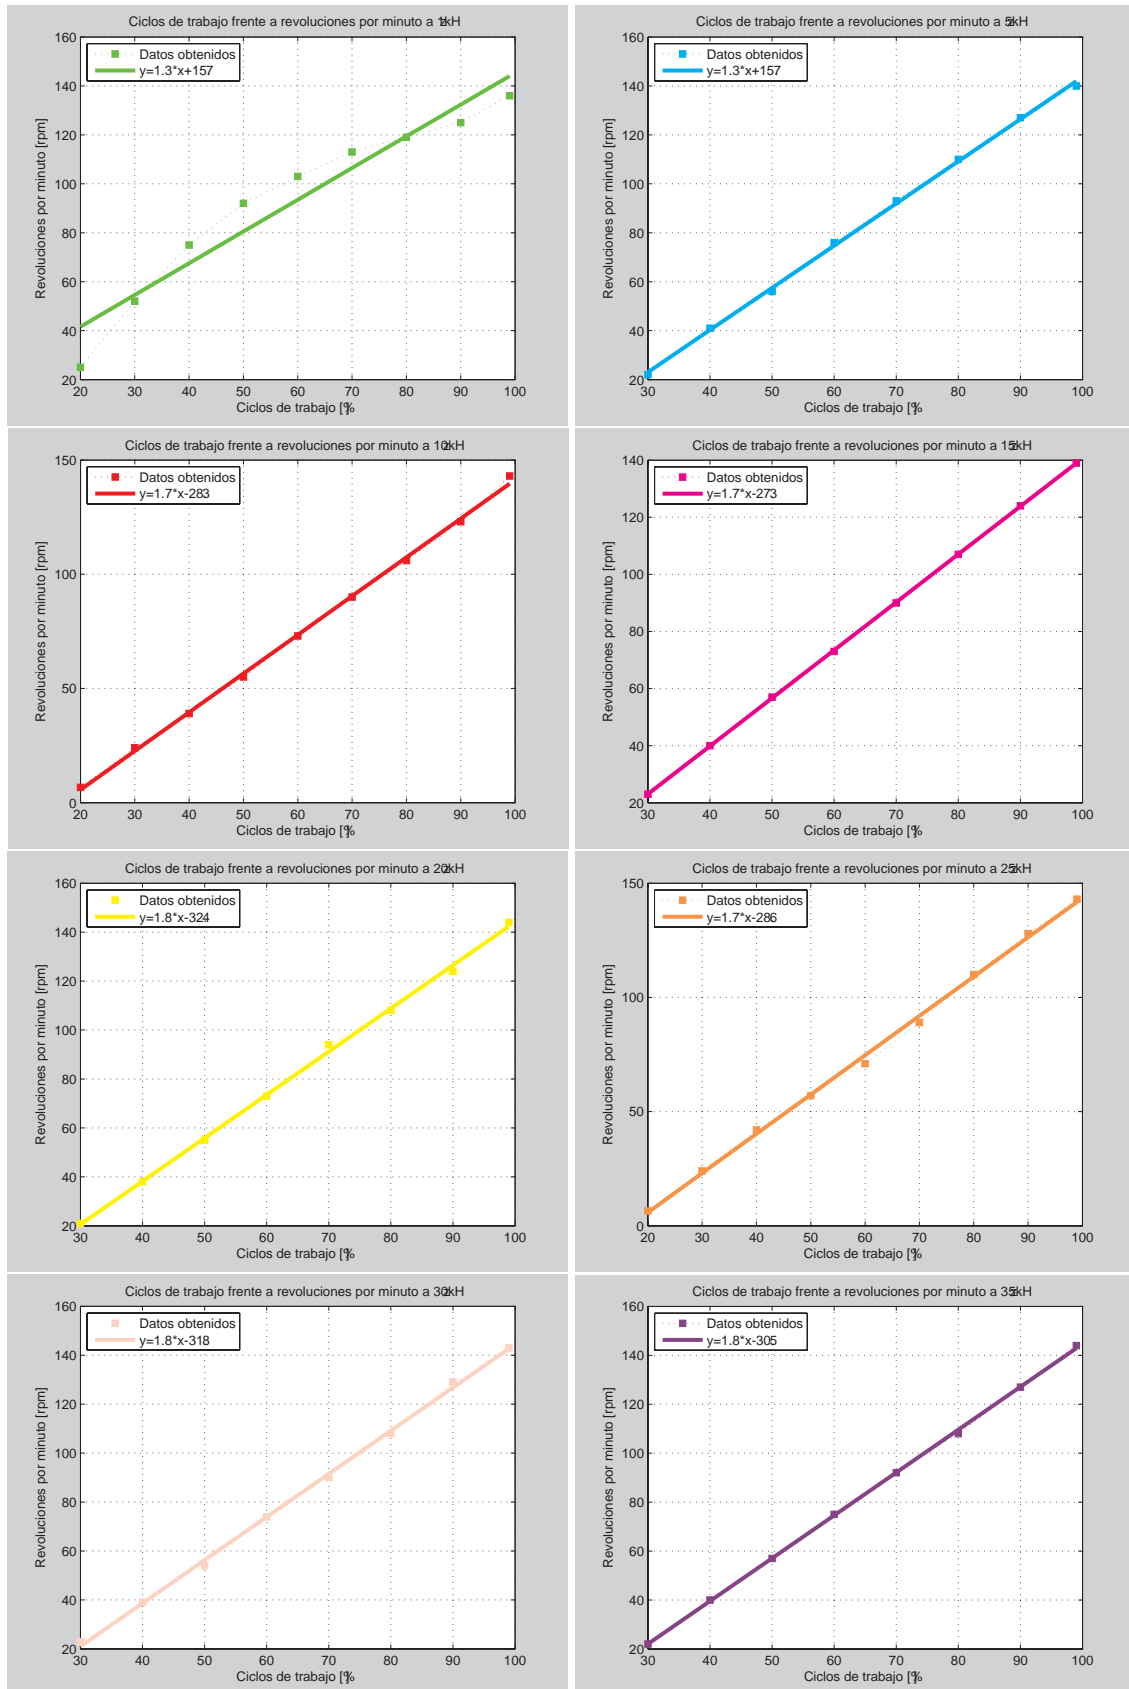 Ciclos de trabajo frente a revoluciones por minuto a 1kHz
160
140
120
100
80
60
40
20
Revoluciones por minuto [rpm]
Datos obtenidos
y=1.3*x+157
20 30 40 50 60 70 80 90 100
Ciclos de trabajo [%]
Ciclos de trabajo frente a revoluciones por minuto a 5kHz
160
140
120
100
80
60
40
20
Revoluciones por minuto [rpm]
Datos obtenidos
y=1.3*x+157
30 40 50 60 70 80 90 100
Ciclos de trabajo [%]
Ciclos de trabajo frente a revoluciones por minuto a 10kHz
150
100
50
0
Revoluciones por minuto [rpm]
Datos obtenidos
y=1.7*x-283
20 30 40 50 60 70 80 90 100
Ciclos de trabajo [%]
Ciclos de trabajo frente a revoluciones por minuto a 15kHz
140
120
100
80
60
40
20
Revoluciones por minuto [rpm]
Datos obtenidos
y=1.7*x-273
30 40 50 60 70 80 90 100
Ciclos de trabajo [%]
Ciclos de trabajo frente a revoluciones por minuto a 20kHz
160
140
120
100
80
60
40
20
Revoluciones por minuto [rpm]
Datos obtenidos
y=1.8*x-324
30 40 50 60 70 80 90 100
Ciclos de trabajo [%]
Ciclos de trabajo frente a revoluciones por minuto a 25kHz
150
100
50
0
Revoluciones por minuto [rpm]
Datos obtenidos
y=1.7*x-286
20 30 40 50 60 70 80 90 100
Ciclos de trabajo [%]
Ciclos de trabajo frente a revoluciones por minuto a 30kHz
160
140
120
100
80
60
40
20
Revoluciones por minuto [rpm]
Datos obtenidos
y=1.8*x-318
30 40 50 60 70 80 90 100
Ciclos de trabajo [%]
Ciclos de trabajo frente a revoluciones por minuto a 35kHz
160
140
120
100
80
60
40
20
Revoluciones por minuto [rpm]
Datos obtenidos
y=1.8*x-305
30 40 50 60 70 80 90 100
Ciclos de trabajo [%]